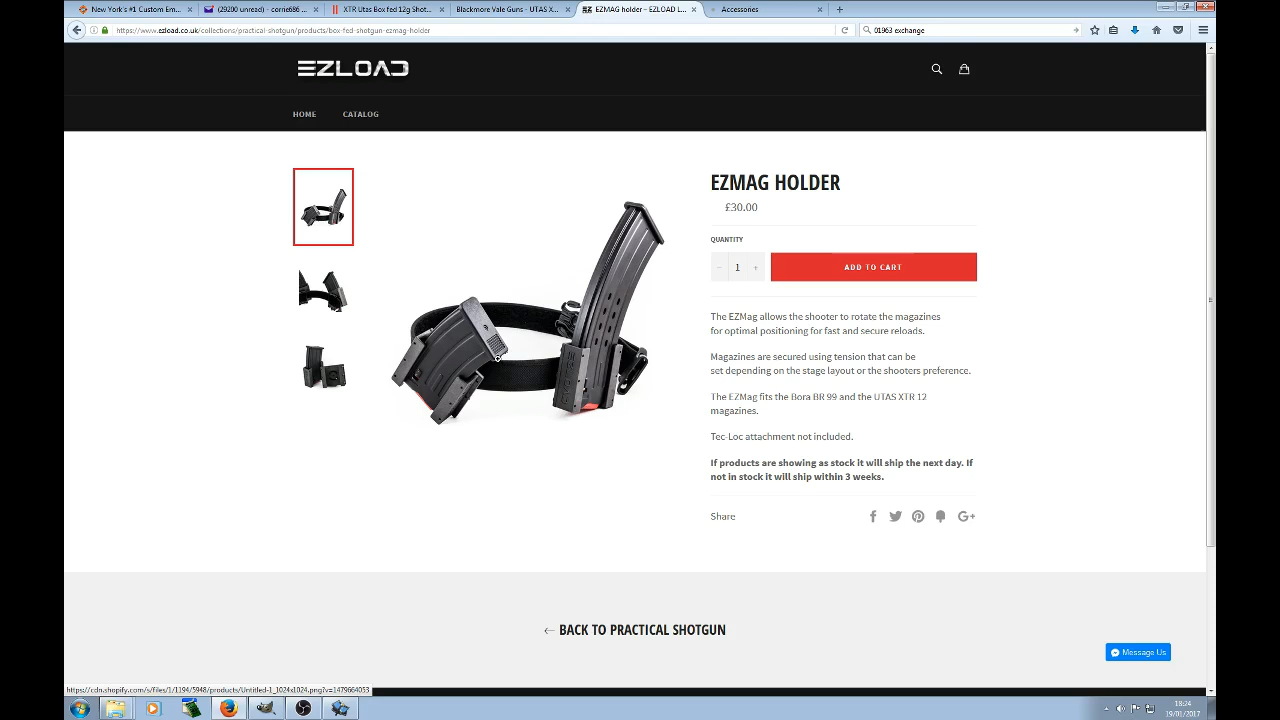 New York's #1 Custom Em...
(29200 unread) - corrie686 ...
XTR Utas Box fed 12g Shot...
Blackmore Vale Guns - UTAS X...
EZ
EZMAG holder – EZLOAD L...
Accessories
https://www.ezload.co.uk/collections/practical-shotgun/products/box-fed-shotgun-ezmag-holder
01963 exchange
EZLOAD
HOME
CATALOG
EZMAG HOLDER
£30.00
QUANTITY
− 1 +
ADD TO CART
The EZMag allows the shooter to rotate the magazines
for optimal positioning for fast and secure reloads.
Magazines are secured using tension that can be
set depending on the stage layout or the shooters preference.
The EZMag fits the Bora BR 99 and the UTAS XTR 12
magazines.
Tec-Loc attachment not included.
If products are showing as stock it will ship the next day. If
not in stock it will ship within 3 weeks.
Share
G+
← BACK TO PRACTICAL SHOTGUN
Message Us
https://cdn.shopify.com/s/files/1/1194/5948/products/Untitled-1_1024x1024.png?v=1479664053
18:24
19/01/2017